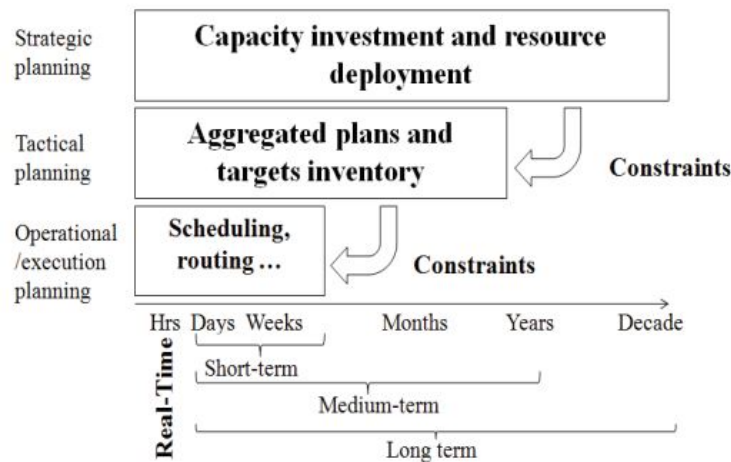 Strategic
planning
Capacity investment and resource
deployment
Tactical
planning
Aggregated plans and
targets inventory
Constraints
Operational
/execution
planning
Scheduling,
routing ...
Constraints
Hrs Days Weeks Months Years Decade
Real-Time
Short-term
Medium-term
Long term